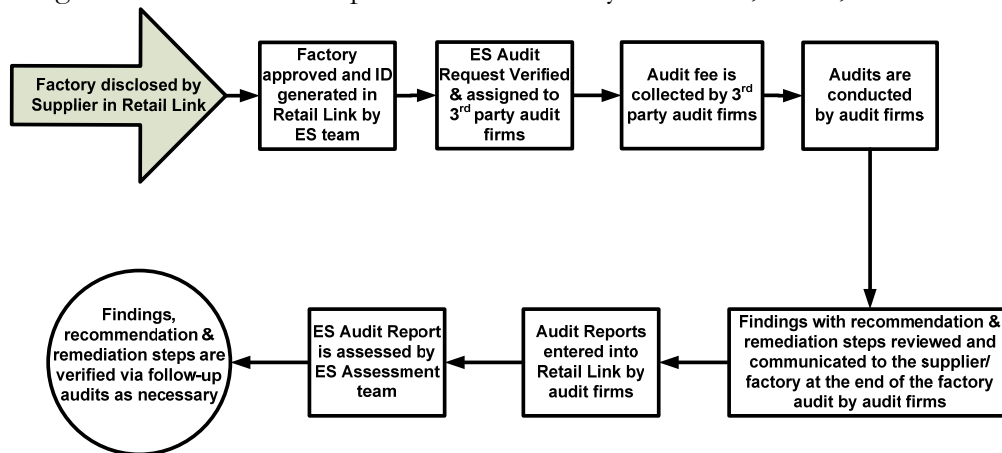 Factory disclosed by
Supplier in Retail Link
Factory
approved and ID
generated in
Retail Link by
ES team
ES Audit
Request Verified
& assigned to
3rd party audit
firms
Audit fee is
collected by 3rd
party audit firms
Audits are
conducted
by audit firms
Findings with recommendation &
remediation steps reviewed and
communicated to the supplier/
factory at the end of the factory
audit by audit firms
Audit Reports
entered into
Retail Link by
audit firms
ES Audit Report
is assessed by
ES Assessment
team
Findings,
recommendation &
remediation steps are
verified via follow-up
audits as necessary